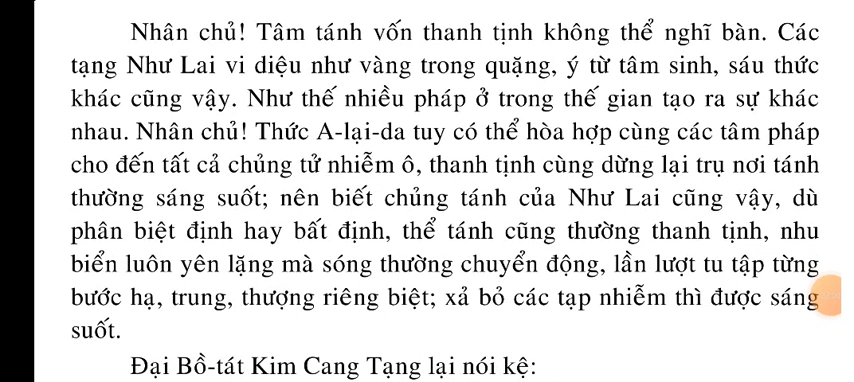 Nhân chủ! Tâm tánh vốn thanh tịnh không thể nghĩ bàn. Các
tạng Như Lai vi diệu như vàng trong quặng, ý từ tâm sinh, sáu thức
khác cũng vậy. Như thế nhiều pháp ở trong thế gian tạo ra sự khác
nhau. Nhân chủ! Thức A-lại-da tuy có thể hòa hợp cùng các tâm pháp
cho đến tất cả chủng tử nhiễm ô, thanh tịnh cùng dừng lại trụ nơi tánh
thường sáng suốt; nên biết chủng tánh của Như Lai cũng vậy, dù
phân biệt định hay bất định, thể tánh cũng thường thanh tịnh, nhu
biển luôn yên lặng mà sóng thường chuyển động, lần lượt tu tập từng
bước hạ, trung, thượng riêng biệt; xả bỏ các tạp nhiễm thì được sáng
suốt.
Đại Bồ-tát Kim Cang Tạng lại nói kệ: